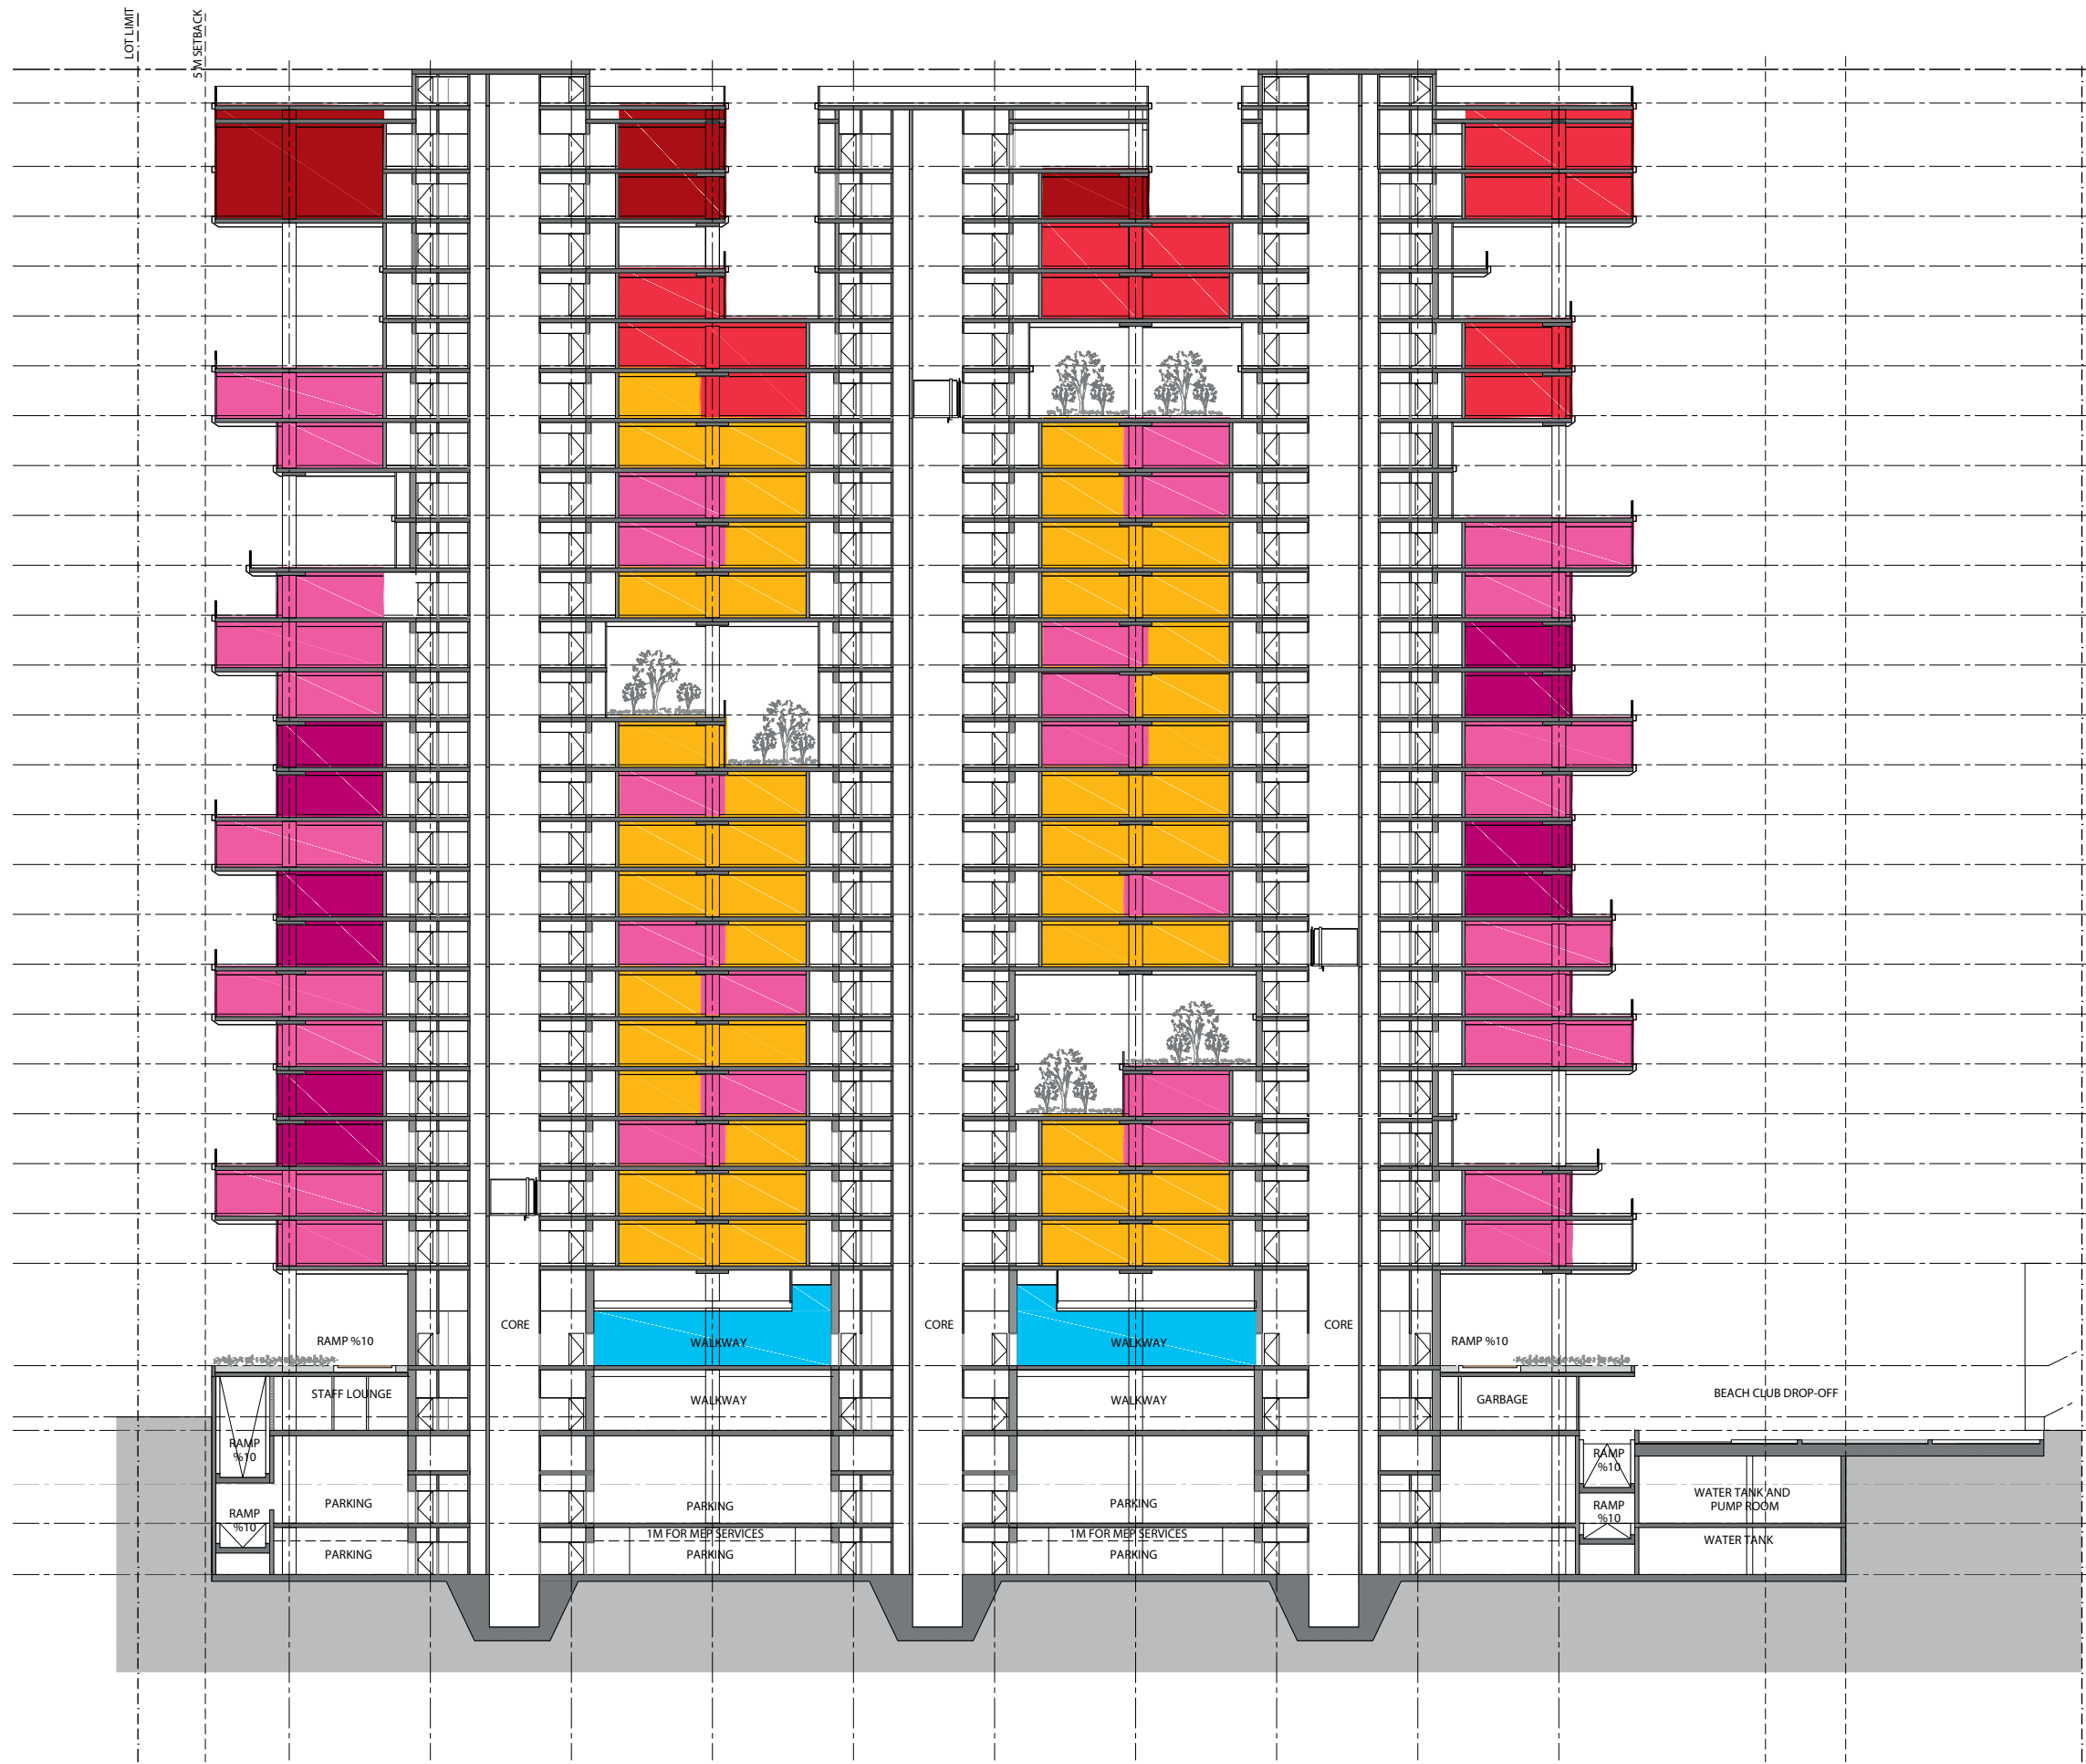 LOT LIMIT
5 M SETBACK
CORE
CORE
CORE
RAMP %10
WALKWAY
WALKWAY
RAMP %10
STAFF LOUNGE
WALKWAY
WALKWAY
GARBAGE
BEACH CLUB DROP-OFF
RAMP
%10
RAMP
%10
PARKING
PARKING
PARKING
WATER TANK AND
PUMP ROOM
RAMP
%10
RAMP
%10
1M FOR MEP SERVICES
1M FOR MEP SERVICES
WATER TANK
PARKING
PARKING
PARKING